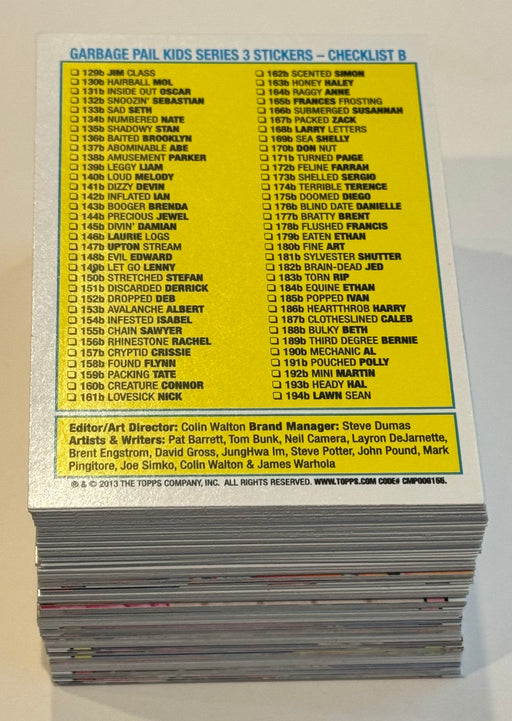 GARBAGE PAIL KIDS SERIES 3 STICKERS – CHECKLIST B
129b JIM CLASS
130b HAIRBALL MOL
131b INSIDE OUT OSCAR
132b SNOOZIN' SEBASTIAN
133b SAD SETH
134b NUMBERED NATE
135b SHADOWY STAN
136b BAITED BROOKLYN
137b ABOMINABLE ABE
138b AMUSEMENT PARKER
139b LEGGY LIAM
140b LOUD MELODY
141b DIZZY DEVIN
142b INFLATED IAN
143b BOOGER BRENDA
144b PRECIOUS JEWEL
145b DIVIN' DAMIAN
146b LAURIE LOGS
147b UPTON STREAM
148b EVIL EDWARD
149b LET GO LENNY
150b STRETCHED STEFAN
151b DISCARDED DERRICK
152b DROPPED DEB
153b AVALANCHE ALBERT
154b INFESTED ISABEL
155b CHAIN SAWYER
156b RHINESTONE RACHEL
157b CRYPTID CRISSIE
158b FOUND FLYNN
159b PACKING TATE
160b CREATURE CONNOR
161b LOVESICK NICK
162b SCENTED SIMON
163b HONEY HALEY
164b RAGGY ANNE
165b FRANCES FROSTING
166b SUBMERGED SUSANNAH
167b PACKED ZACK
168b LARRY LETTERS
169b SEA SHELLY
170b DON NUT
171b TURNED PAIGE
172b FELINE FARRAH
173b SHELLED SERGIO
174b TERRIBLE TERENCE
175b DOOMED DIEGO
176b BLIND DATE DANIELLE
177b BRATTY BRENT
178b FLUSHED FRANCIS
179b EATEN ETHAN
180b FINE ART
181b SYLVESTER SHUTTER
182b BRAIN-DEAD JED
183b TORN RIP
184b EQUINE ETHAN
185b POPPED IVAN
186b HEARTTHROB HARRY
187b CLOTHESLINED CALEB
188b BULKY BETH
189b THIRD DEGREE BERNIE
190b MECHANIC AL
191b POUCHED POLLY
192b MINI MARTIN
193b HEADY HAL
194b LAWN SEAN
Editor/Art Director: Colin Walton Brand Manager: Steve Dumas
Artists & Writers: Pat Barrett, Tom Bunk, Neil Camera, Layron DeJarnette,
Brent Engstrom, David Gross, JungHwa Im, Steve Potter, John Pound, Mark
Pingitore, Joe Simko, Colin Walton & James Warhola
® & © 2013 THE TOPPS COMPANY, INC. ALL RIGHTS RESERVED. WWW.TOPPS.COM CODE# CMP006155.